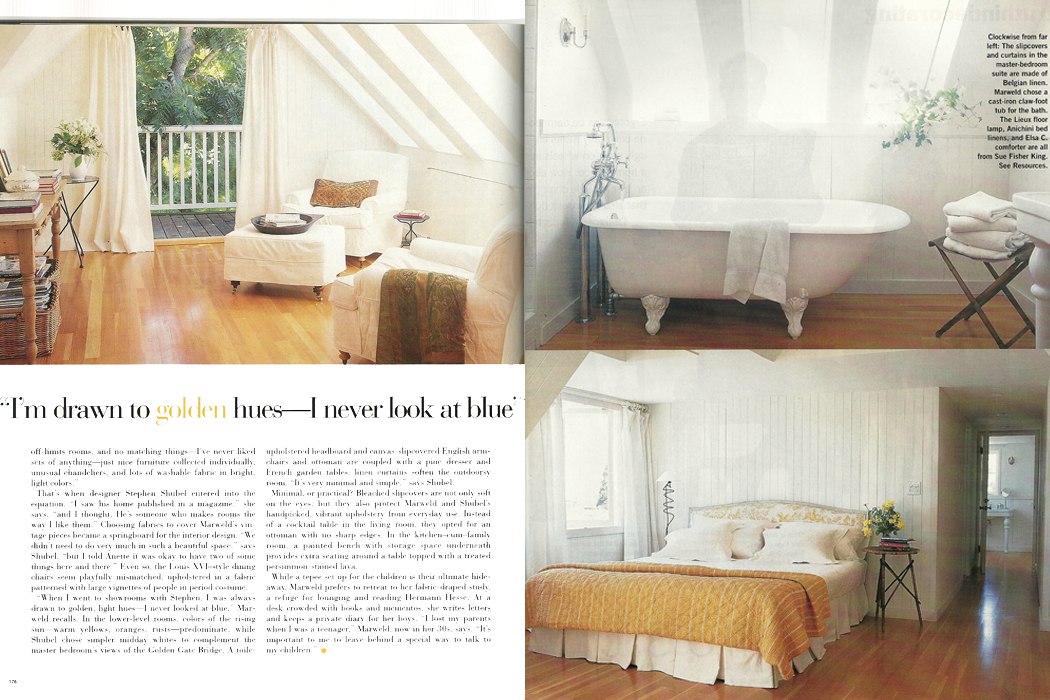 Clockwise from far
left: The slipcovers
and curtains in the
master-bedroom
suite are made of
Belgian linen.
Marweld chose a
cast-iron claw-foot
tub for the bath.
The Lieux floor
lamp, Anichini bed
linens, and Elsa C.
comforter are all
from Sue Fisher King.
See Resources.
“I’m drawn to golden hues—I never look at blue”
off-limits rooms, and no matching things—I’ve never liked
sets of anything—just nice furniture collected individually,
unusual chandeliers, and lots of washable fabric in bright,
light colors.”
That’s when designer Stephen Shubel entered into the
equation. “I saw his home published in a magazine,” she
says, “and I thought, He’s someone who makes rooms the
way I like them.” Choosing fabrics to cover Marweld’s vin-
tage pieces became a springboard for the interior design. “We
didn’t need to do very much in such a beautiful space,” says
Shubel, “but I told Anette it was okay to have two of some
things here and there.” Even so, the Louis XVI–style dining
chairs seem playfully mismatched, upholstered in a fabric
patterned with large vignettes of people in period costume.
“When I went to showrooms with Stephen, I was always
drawn to golden, light hues—I never looked at blue,” Mar-
weld recalls. In the lower-level rooms, colors of the rising
sun—warm yellows, oranges, rusts—predominate, while
Shubel chose simpler midday whites to complement the
master bedroom’s views of the Golden Gate Bridge. A toile-
upholstered headboard and canvas-slipcovered English arm-
chairs and ottoman are coupled with a pine dresser and
French garden tables; linen curtains soften the outdoorsy
room. “It’s very minimal and simple,” says Shubel.
Minimal, or practical? Bleached slipcovers are not only soft
on the eyes, but they also protect Marweld and Shubel’s
handpicked, vibrant upholstery from everyday use. Instead
of a cocktail table in the living room, they opted for an
ottoman with no sharp edges. In the kitchen-cum-family
room, a painted bench with storage space underneath
provides extra seating around a table topped with a treated
persimmon-stained lava.
While a tepee set up for the children is their ultimate hide-
away, Marweld prefers to retreat to her fabric-draped study,
a refuge for lounging and reading Hermann Hesse. At a
desk crowded with books and mementos, she writes letters
and keeps a private diary for her boys. “I lost my parents
when I was a teenager,” Marweld, now in her 30s, says. “It’s
important to me to leave behind a special way to talk to
my children.”
176